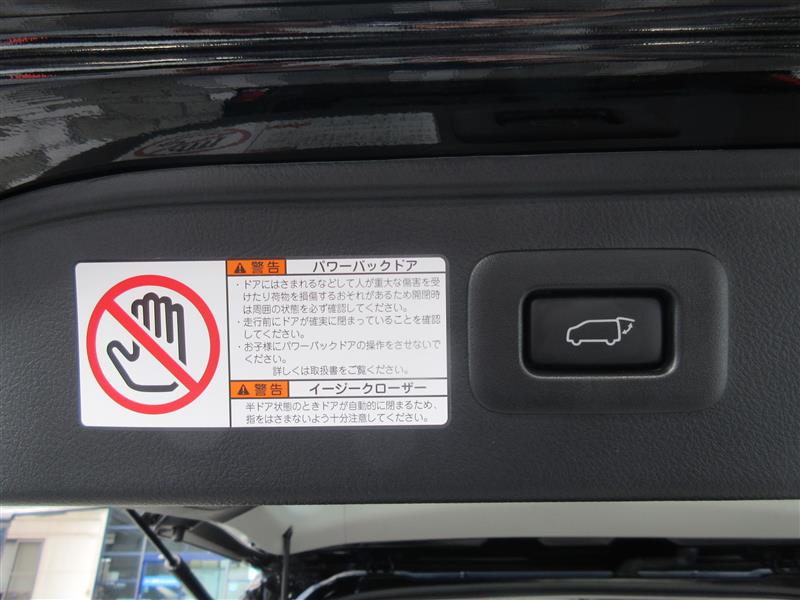 警告 パワーバックドア
・ドアにはさまれるなどして人が重大な傷害を受
けたり荷物を損傷するおそれがあるため開閉時
は周囲の状態を必ず確認してください。
・走行前にドアが確実に閉まっていることを確認
してください。
・お子様にパワーバックドアの操作をさせないで
ください。
詳しくは取扱書をご覧ください。
警告 イージークローザー
半ドア状態のときドアが自動的に閉まるため、
指をはさまないよう十分注意してください。